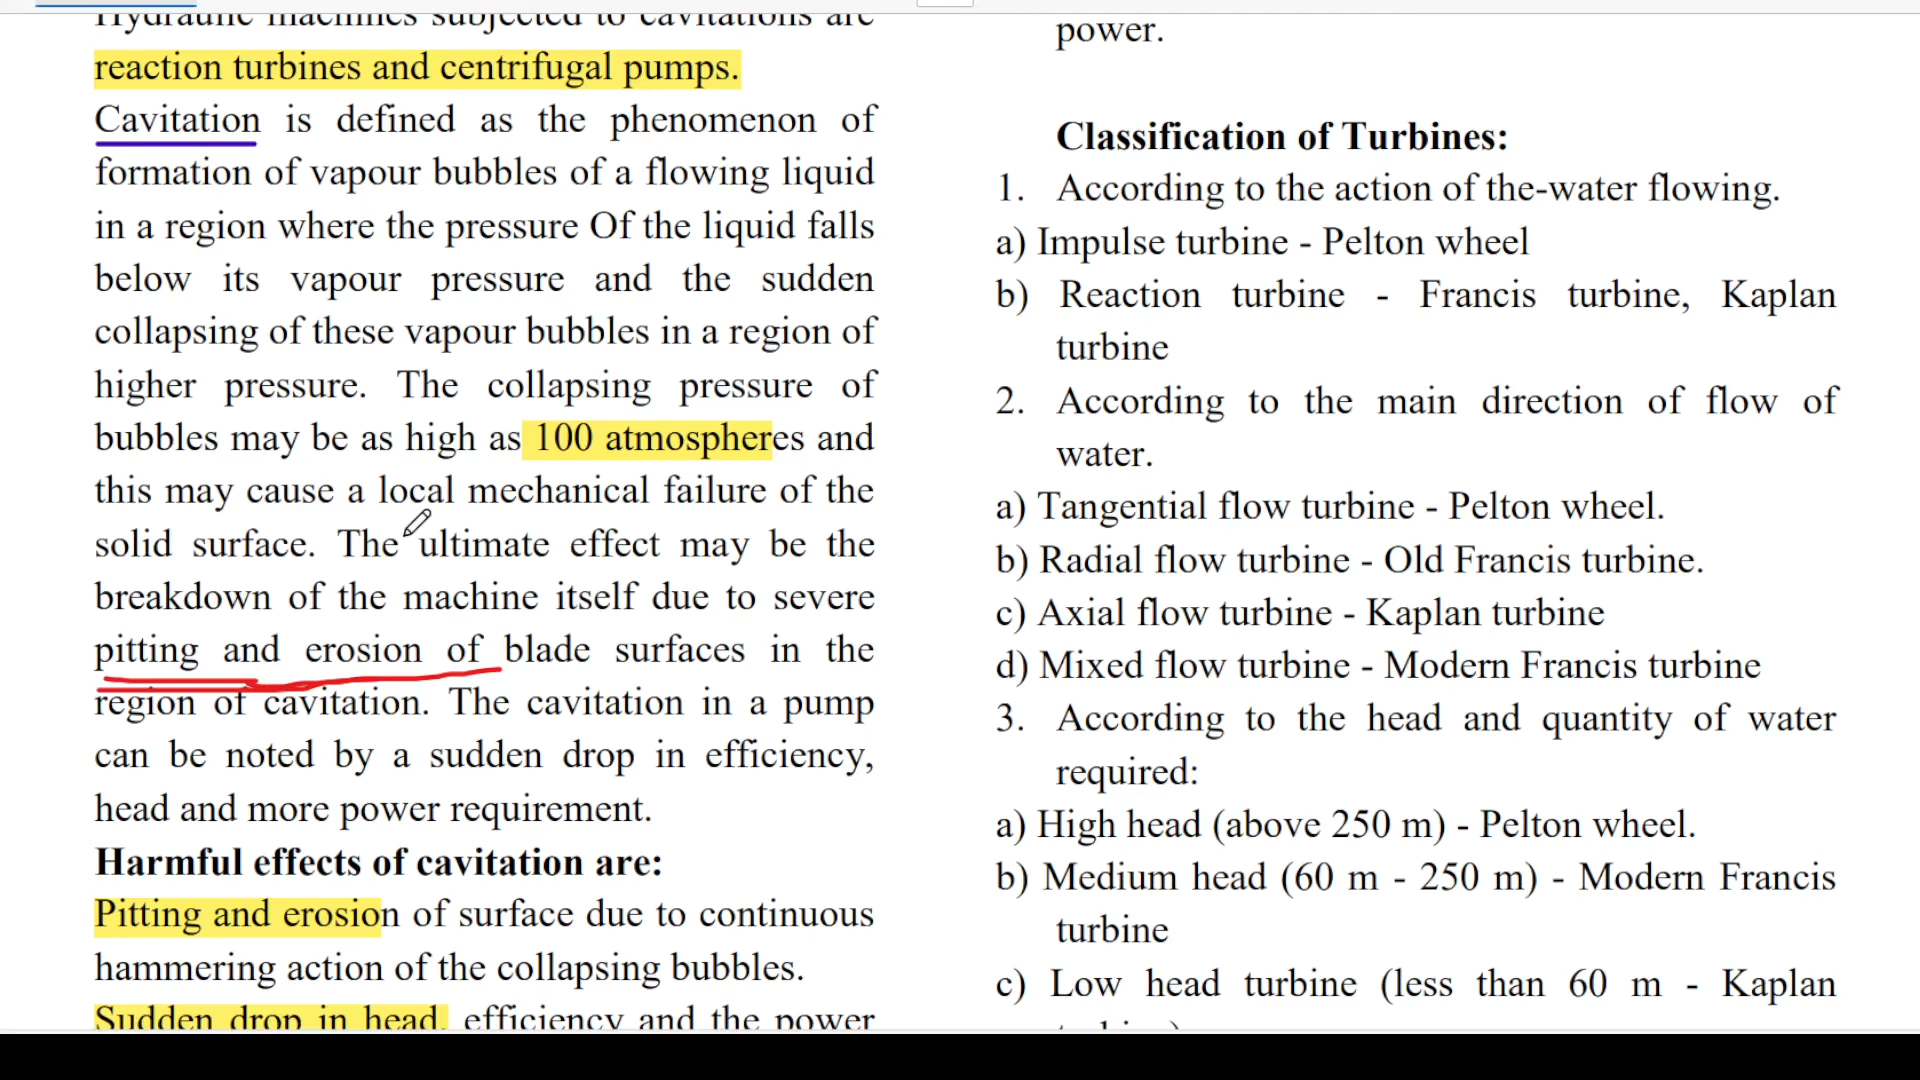 Hydraulic machines subjected to cavitations are
reaction turbines and centrifugal pumps.
Cavitation is defined as the phenomenon of
formation of vapour bubbles of a flowing liquid
in a region where the pressure Of the liquid falls
below its vapour pressure and the sudden
collapsing of these vapour bubbles in a region of
higher pressure. The collapsing pressure of
bubbles may be as high as 100 atmospheres and
this may cause a local mechanical failure of the
solid surface. The ultimate effect may be the
breakdown of the machine itself due to severe
pitting and erosion of blade surfaces in the
region of cavitation. The cavitation in a pump
can be noted by a sudden drop in efficiency,
head and more power requirement.
Harmful effects of cavitation are:
Pitting and erosion of surface due to continuous
hammering action of the collapsing bubbles.
Sudden drop in head, efficiency and the power
power.
Classification of Turbines:
1. According to the action of the-water flowing.
a) Impulse turbine - Pelton wheel
b) Reaction turbine - Francis turbine, Kaplan
turbine
2. According to the main direction of flow of
water.
a) Tangential flow turbine - Pelton wheel.
b) Radial flow turbine - Old Francis turbine.
c) Axial flow turbine - Kaplan turbine
d) Mixed flow turbine - Modern Francis turbine
3. According to the head and quantity of water
required:
a) High head (above 250 m) - Pelton wheel.
b) Medium head (60 m - 250 m) - Modern Francis
turbine
c) Low head turbine (less than 60 m - Kaplan